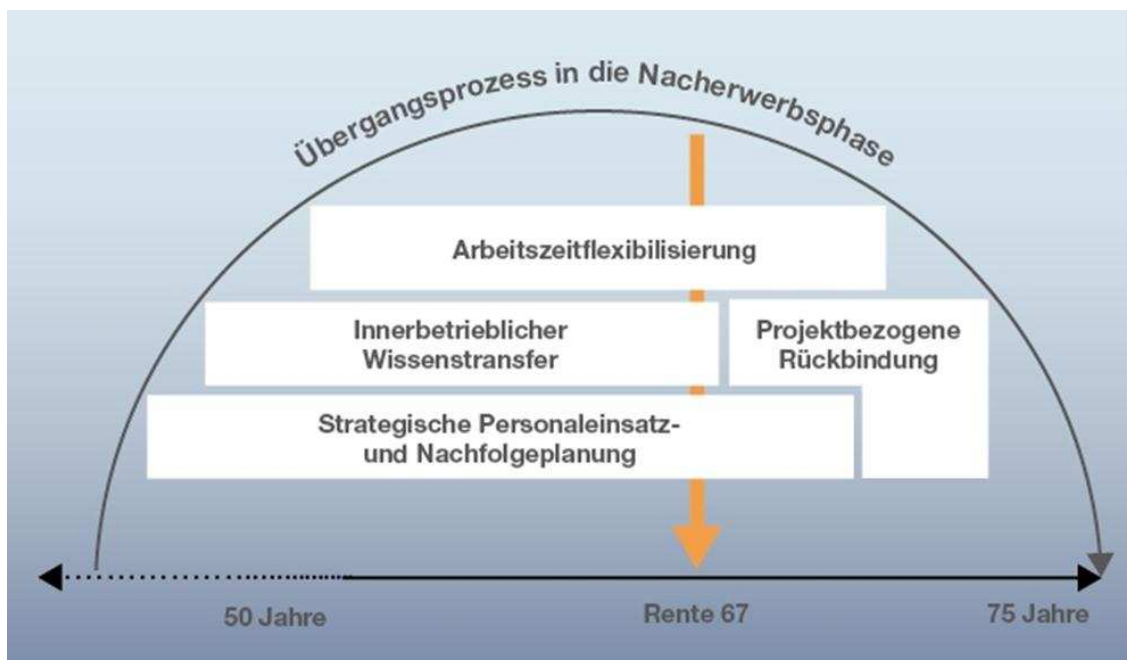 Übergangsprozess in die Nacherwerbsphase
Arbeitszeitflexibilisierung
Innerbetrieblicher
Wissenstransfer
Projektbezogene
Rückbindung
Strategische Personaleinsatz-
und Nachfolgeplanung
50 Jahre
Rente 67
75 Jahre